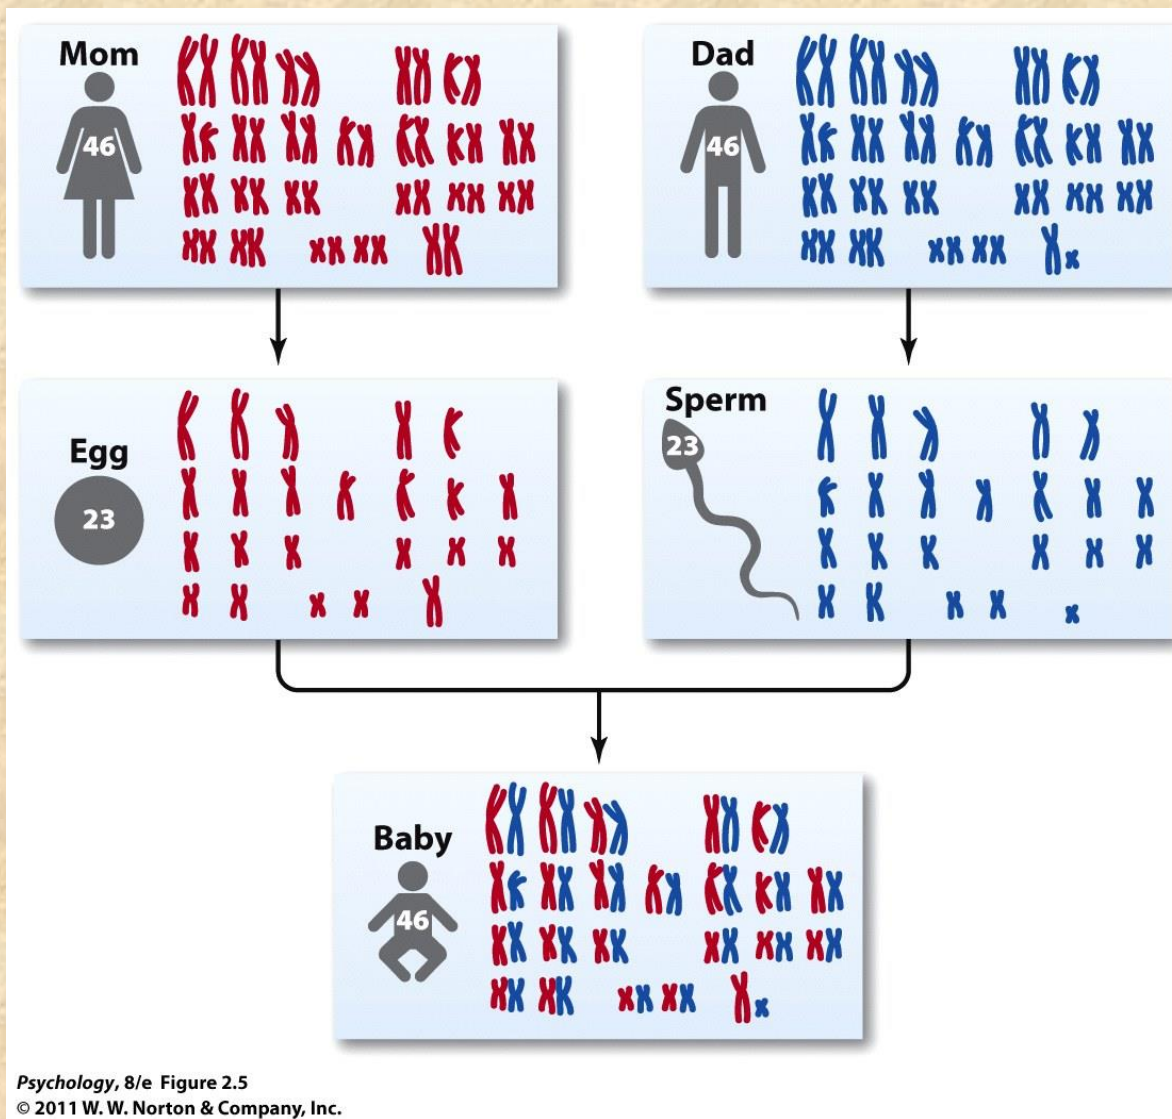 Mom
46
Dad
46
Egg
23
Sperm
23
Baby
46
Psychology, 8/e Figure 2.5
© 2011 W. W. Norton & Company, Inc.